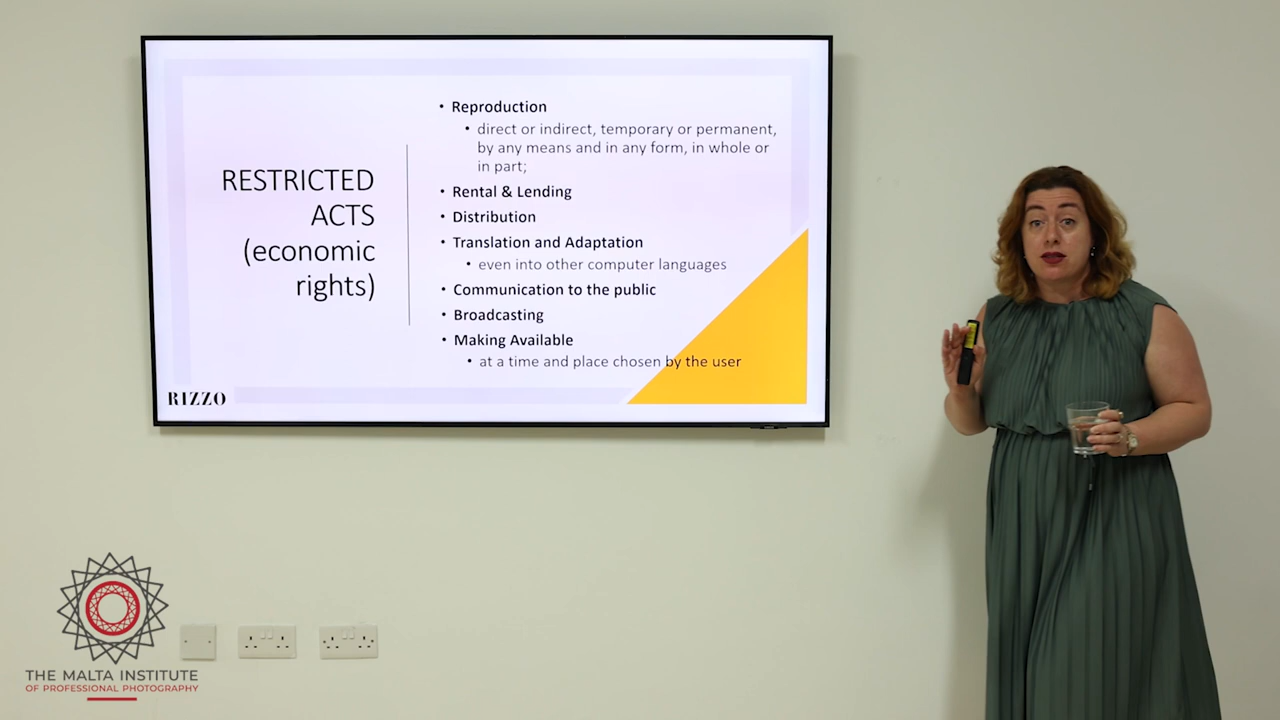 RESTRICTED
ACTS
(economic
rights)
• Reproduction
• direct or indirect, temporary or permanent,
by any means and in any form, in whole or
in part;
• Rental & Lending
• Distribution
• Translation and Adaptation
• even into other computer languages
• Communication to the public
• Broadcasting
• Making Available
• at a time and place chosen by the user
RIZZO
THE MALTA INSTITUTE
OF PROFESSIONAL PHOTOGRAPHY